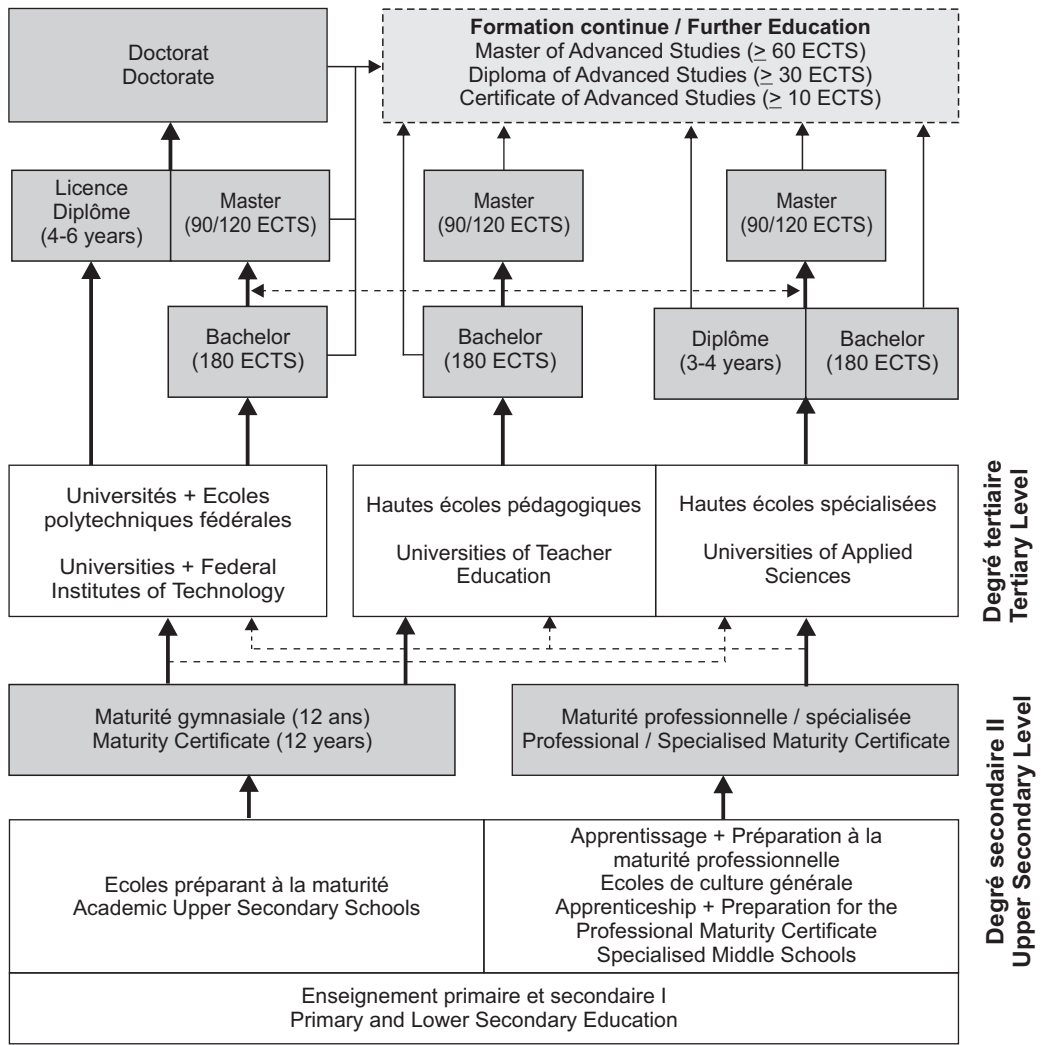 Doctorat
Doctorate
Formation continue / Further Education
Master of Advanced Studies (≥ 60 ECTS)
Diploma of Advanced Studies (≥ 30 ECTS)
Certificate of Advanced Studies (≥ 10 ECTS)
Licence
Diplôme
(4-6 years)
Master
(90/120 ECTS)
Master
(90/120 ECTS)
Master
(90/120 ECTS)
Bachelor
(180 ECTS)
Bachelor
(180 ECTS)
Diplôme
(3-4 years)
Bachelor
(180 ECTS)
Universités + Ecoles
polytechniques fédérales
Universities + Federal
Institutes of Technology
Hautes écoles pédagogiques
Universities of Teacher
Education
Hautes écoles spécialisées
Universities of Applied
Sciences
Degré tertiaire
Tertiary Level
Maturité gymnasiale (12 ans)
Maturity Certificate (12 years)
Maturité professionnelle / spécialisée
Professional / Specialised Maturity Certificate
Ecoles préparant à la maturité
Academic Upper Secondary Schools
Apprentissage + Préparation à la
maturité professionnelle
Ecoles de culture générale
Apprenticeship + Preparation for the
Professional Maturity Certificate
Specialised Middle Schools
Degré secondaire II
Upper Secondary Level
Enseignement primaire et secondaire I
Primary and Lower Secondary Education